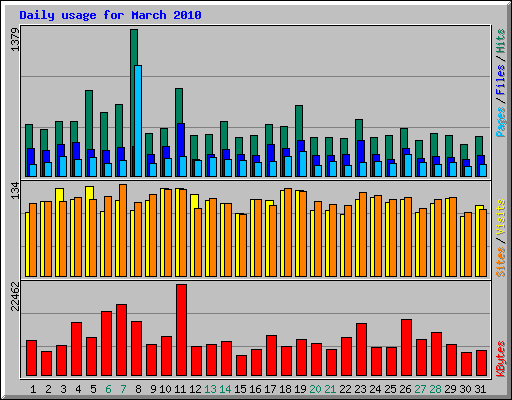 Daily usage for March 2010
1379
134
22462
Pages / Files / Hits
Sites / Visits
KBytes
1 2 3 4 5 6 7 8 9 10 11 12 13 14 15 16 17 18 19 20 21 22 23 24 25 26 27 28 29 30 31